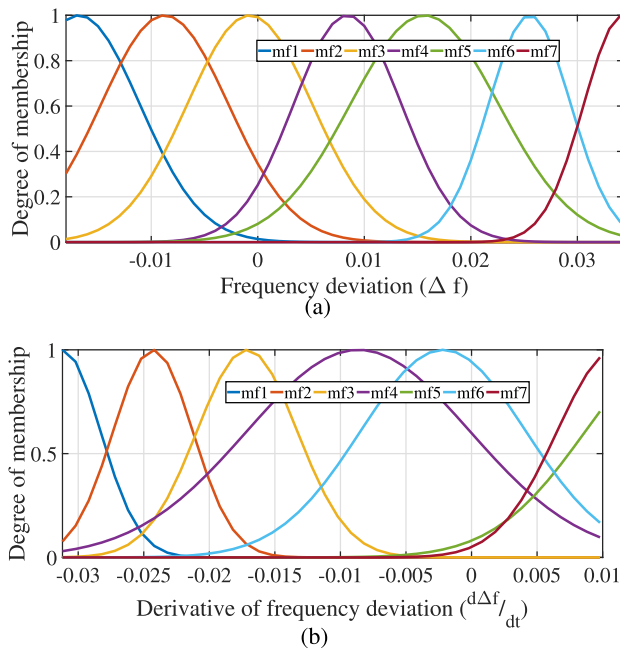 Degree of membership
1
0.8
0.6
0.4
0.2
0
mf1 mf2 mf3 mf4 mf5 mf6 mf7
-0.01 0 0.01 0.02 0.03
Frequency deviation (Δ f)
(a)
Degree of membership
1
0.5
0
mf1 mf2 mf3 mf4 mf5 mf6 mf7
-0.03 -0.025 -0.02 -0.015 -0.01 -0.005 0 0.005 0.01
Derivative of frequency deviation (dΔf/dt)
(b)